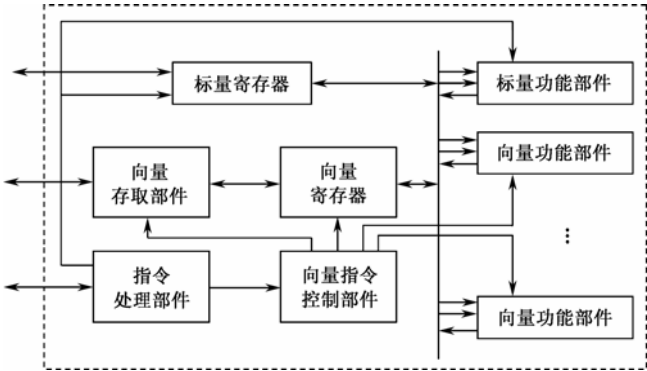 标量寄存器
标量功能部件
向量功能部件
向量
存取部件
向量
寄存器
⋮
指令
处理部件
向量指令
控制部件
向量功能部件